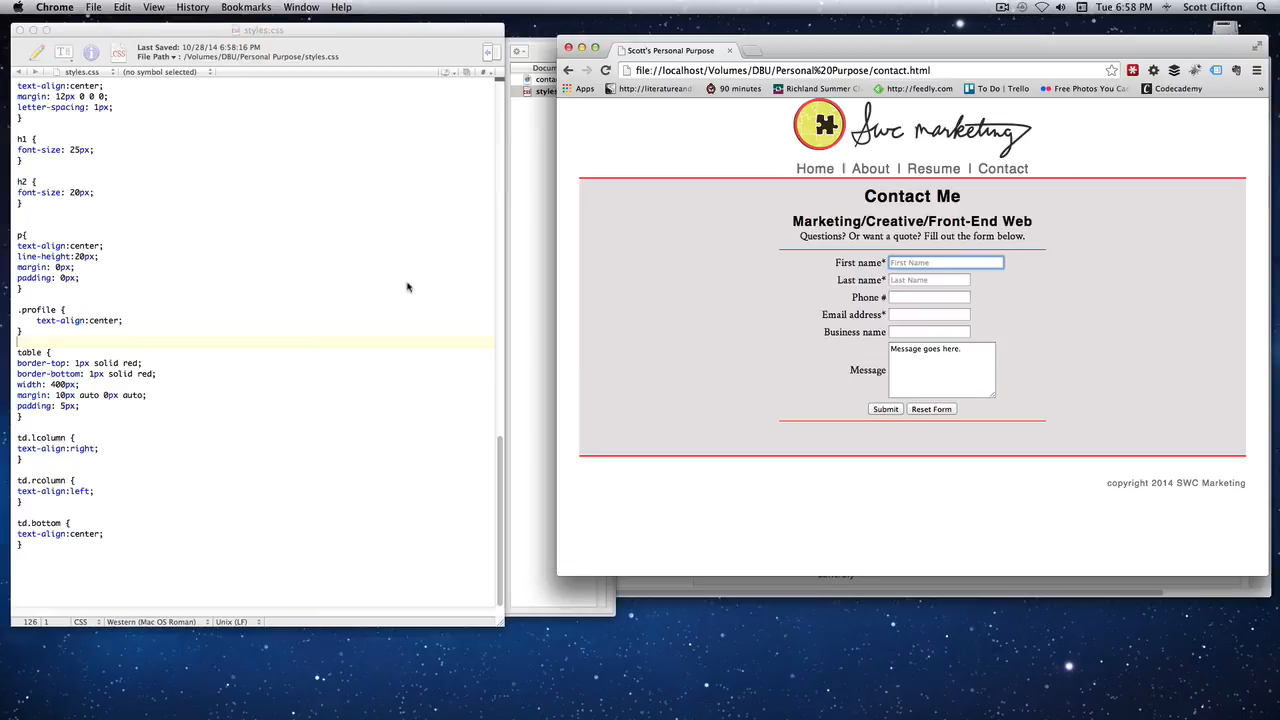 Chrome File Edit View History Bookmarks Window Help
Tue 6:58 PM Scott Clifton
styles.css
Last Saved: 10/28/14 6:58:16 PM
File Path ▾ : /Volumes/DBU/Personal Purpose/styles.css
styles.css (no symbol selected)
text-align:center;
margin: 12px 0 0 0;
letter-spacing: 1px;
}
h1 {
font-size: 25px;
}
h2 {
font-size: 20px;
}
p{
text-align:center;
line-height:20px;
margin: 0px;
padding: 0px;
}
.profile {
text-align:center;
}
table {
border-top: 1px solid red;
border-bottom: 1px solid red;
width: 400px;
margin: 10px auto 0px auto;
padding: 5px;
}
td.lcolumn {
text-align:right;
}
td.rcolumn {
text-align:left;
}
td.bottom {
text-align:center;
}
126 1 CSS Western (Mac OS Roman) Unix (LF)
Docum
conta
styles
Scott's Personal Purpose
file://localhost/Volumes/DBU/Personal%20Purpose/contact.html
Apps http://literatureand 90 minutes Richland Summer C http://feedly.com To Do | Trello Free Photos You Ca Codecademy »
Swc marketing
Home | About | Resume | Contact
Contact Me
Marketing/Creative/Front-End Web
Questions? Or want a quote? Fill out the form below.
First name* First Name
Last name* Last Name
Phone #
Email address*
Business name
Message Message goes here.
Submit Reset Form
copyright 2014 SWC Marketing